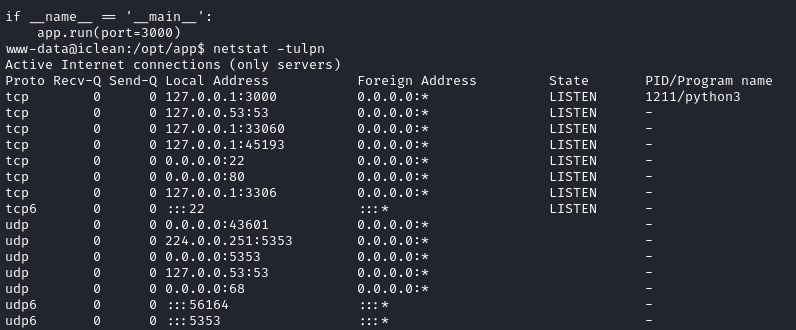 if __name__ == '__main__':
    app.run(port=3000)
www-data@iclean:/opt/app$ netstat -tulpn
Active Internet connections (only servers)
Proto Recv-Q Send-Q Local Address           Foreign Address         State       PID/Program name
tcp        0      0 127.0.0.1:3000          0.0.0.0:*               LISTEN      1211/python3
tcp        0      0 127.0.0.53:53           0.0.0.0:*               LISTEN      -
tcp        0      0 127.0.0.1:33060         0.0.0.0:*               LISTEN      -
tcp        0      0 127.0.0.1:45193         0.0.0.0:*               LISTEN      -
tcp        0      0 0.0.0.0:22              0.0.0.0:*               LISTEN      -
tcp        0      0 0.0.0.0:80              0.0.0.0:*               LISTEN      -
tcp        0      0 127.0.0.1:3306          0.0.0.0:*               LISTEN      -
tcp6       0      0 :::22                   :::*                    LISTEN      -
udp        0      0 0.0.0.0:43601           0.0.0.0:*                           -
udp        0      0 224.0.0.251:5353        0.0.0.0:*                           -
udp        0      0 0.0.0.0:5353            0.0.0.0:*                           -
udp        0      0 127.0.0.53:53           0.0.0.0:*                           -
udp        0      0 0.0.0.0:68              0.0.0.0:*                           -
udp6       0      0 :::56164                :::*                                -
udp6       0      0 :::5353                 :::*                                -